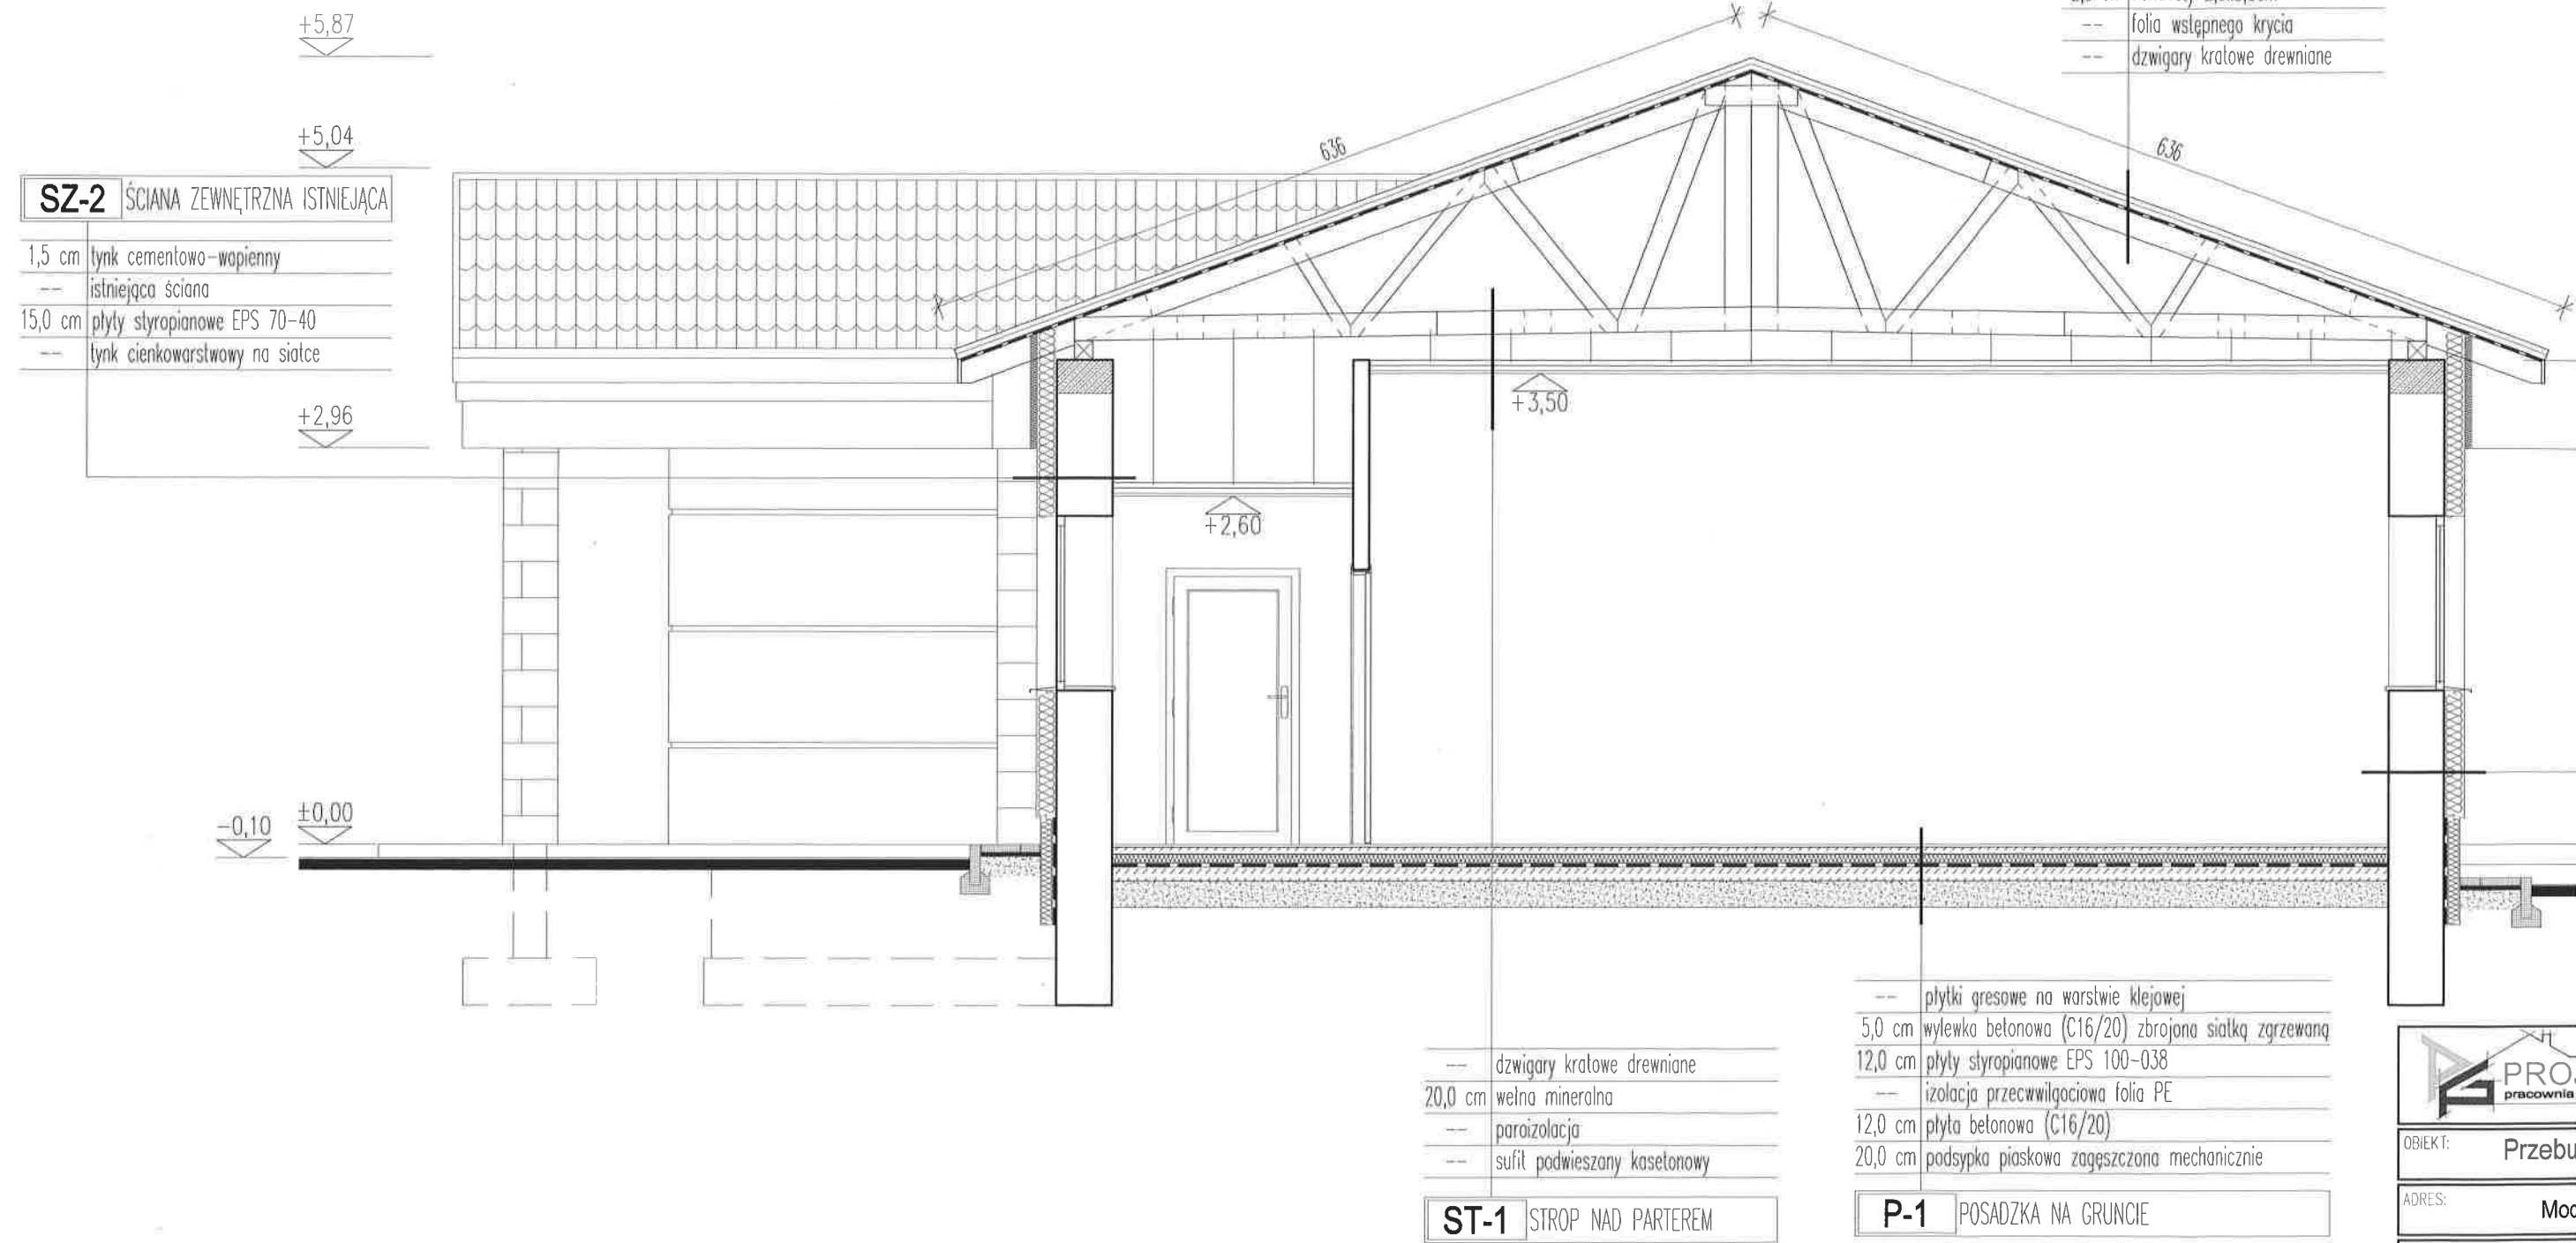 +5,87
+5,04
SZ-2 ŚCIANA ZEWNĘTRZNA ISTNIEJĄCA
1,5 cm tynk cementowo-wapienny
-- istniejąca ściana
15,0 cm płyty styropianowe EPS 70-40
-- tynk cienkowarstwowy na siatce
+2,96
-0,10
±0,00
-- folia wstępnego krycia
-- dzwigary kratowe drewniane
636
636
+3,50
+2,60
-- dzwigary kratowe drewniane
20,0 cm wełna mineralna
-- paroizolacja
-- sufit podwieszany kasetonowy
ST-1 STROP NAD PARTEREM
-- płytki gresowe na warstwie klejowej
5,0 cm wylewka betonowa (C16/20) zbrojona siatką zgrzewaną
12,0 cm płyty styropianowe EPS 100-038
-- izolacja przecwwilgociowa folia PE
12,0 cm płyta betonowa (C16/20)
20,0 cm podsypka piaskowa zagęszczona mechanicznie
P-1 POSADZKA NA GRUNCIE
PROJ
pracownia
OBIEKT: Przebu
ADRES: Moc